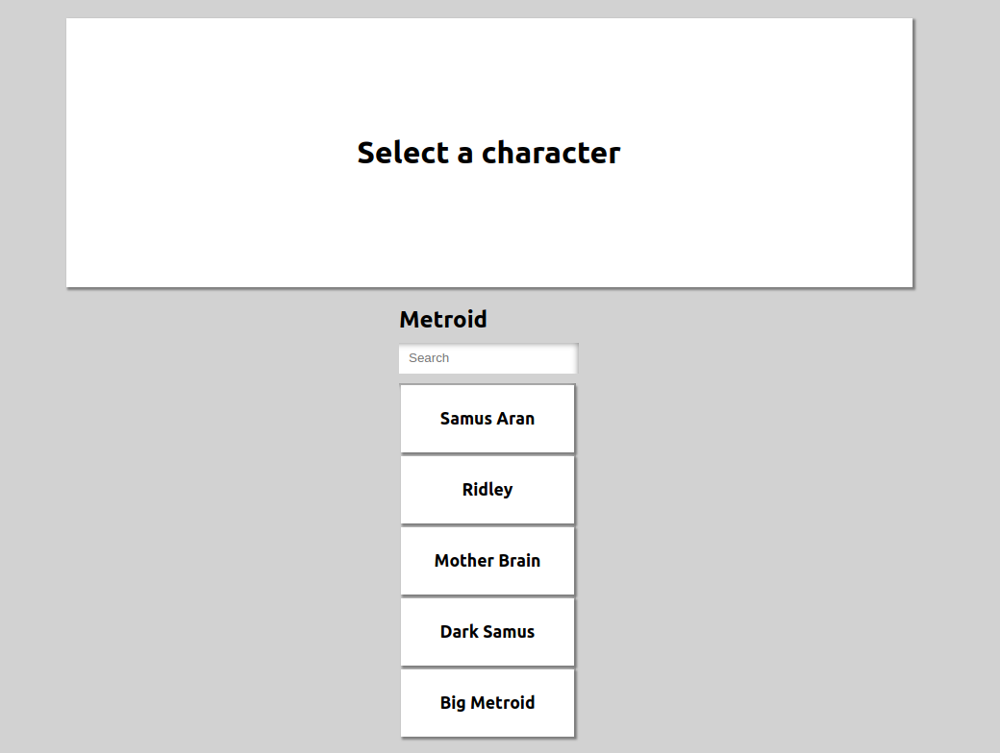 Select a character
Metroid
Search
Samus Aran
Ridley
Mother Brain
Dark Samus
Big Metroid